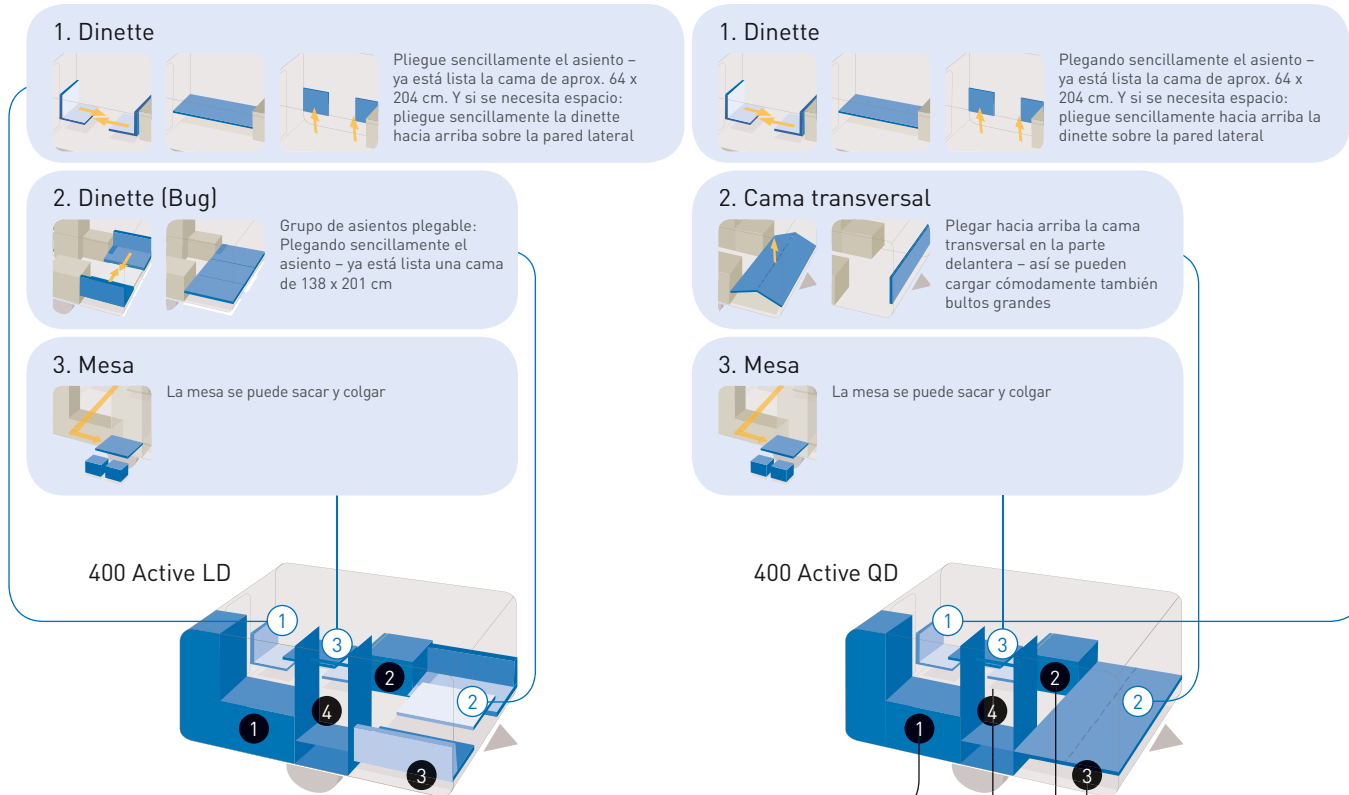 1. Dinette
Pliegue sencillamente el asiento –
ya está lista la cama de aprox. 64 x
204 cm. Y si se necesita espacio:
pliegue sencillamente la dinette
hacia arriba sobre la pared lateral
2. Dinette (Bug)
Grupo de asientos plegable:
Plegando sencillamente el
asiento – ya está lista una cama
de 138 x 201 cm
3. Mesa
La mesa se puede sacar y colgar
400 Active LD
1
3
2
4
2
1
3
1. Dinette
Plegando sencillamente el asiento –
ya está lista la cama de aprox. 64 x
204 cm. Y si se necesita espacio:
pliegue sencillamente hacia arriba la
dinette sobre la pared lateral
2. Cama transversal
Plegar hacia arriba la cama
transversal en la parte
delantera – así se pueden
cargar cómodamente también
bultos grandes
3. Mesa
La mesa se puede sacar y colgar
400 Active QD
1
3
2
2
4
1
3